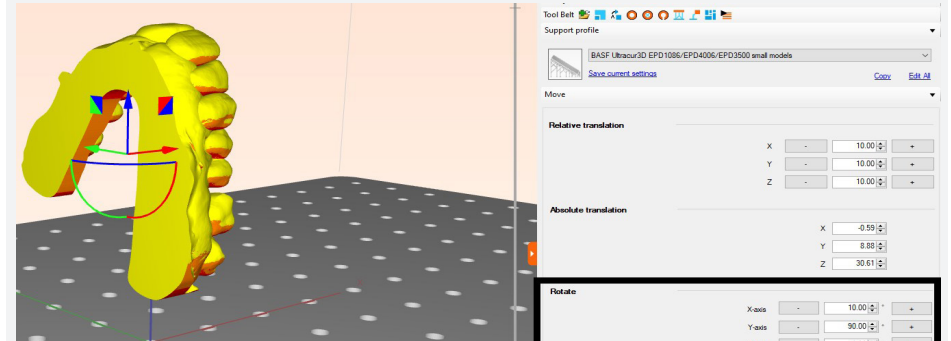 Tool Belt
Support profile
BASF Ultracur3D EPD1086/EPD4006/EPD3500 small models
Save current settings Copy Edit All
Move
Relative translation
X - 10.00 +
Y - 10.00 +
Z - 10.00 +
Absolute translation
X -0.59
Y 8.88
Z 30.61
Rotate
X-axis - 10.00 ° +
Y-axis - 90.00 ° +